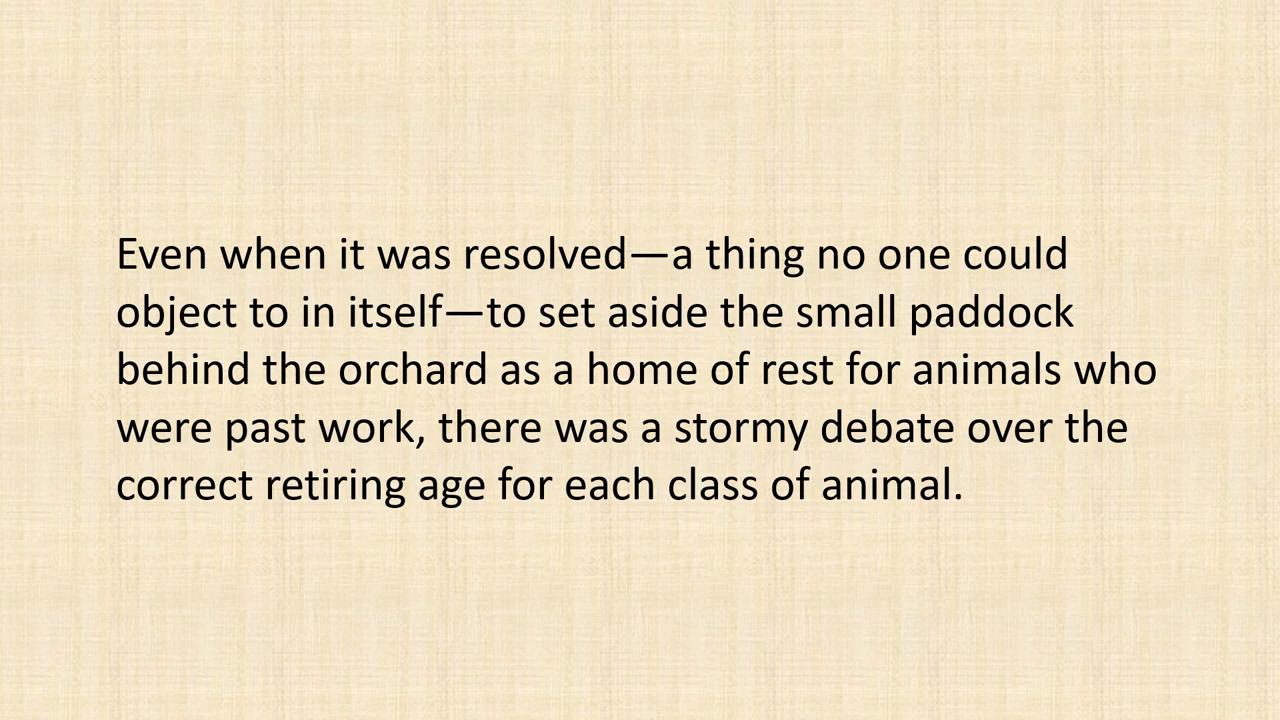 Even when it was resolved—a thing no one could
object to in itself—to set aside the small paddock
behind the orchard as a home of rest for animals who
were past work, there was a stormy debate over the
correct retiring age for each class of animal.